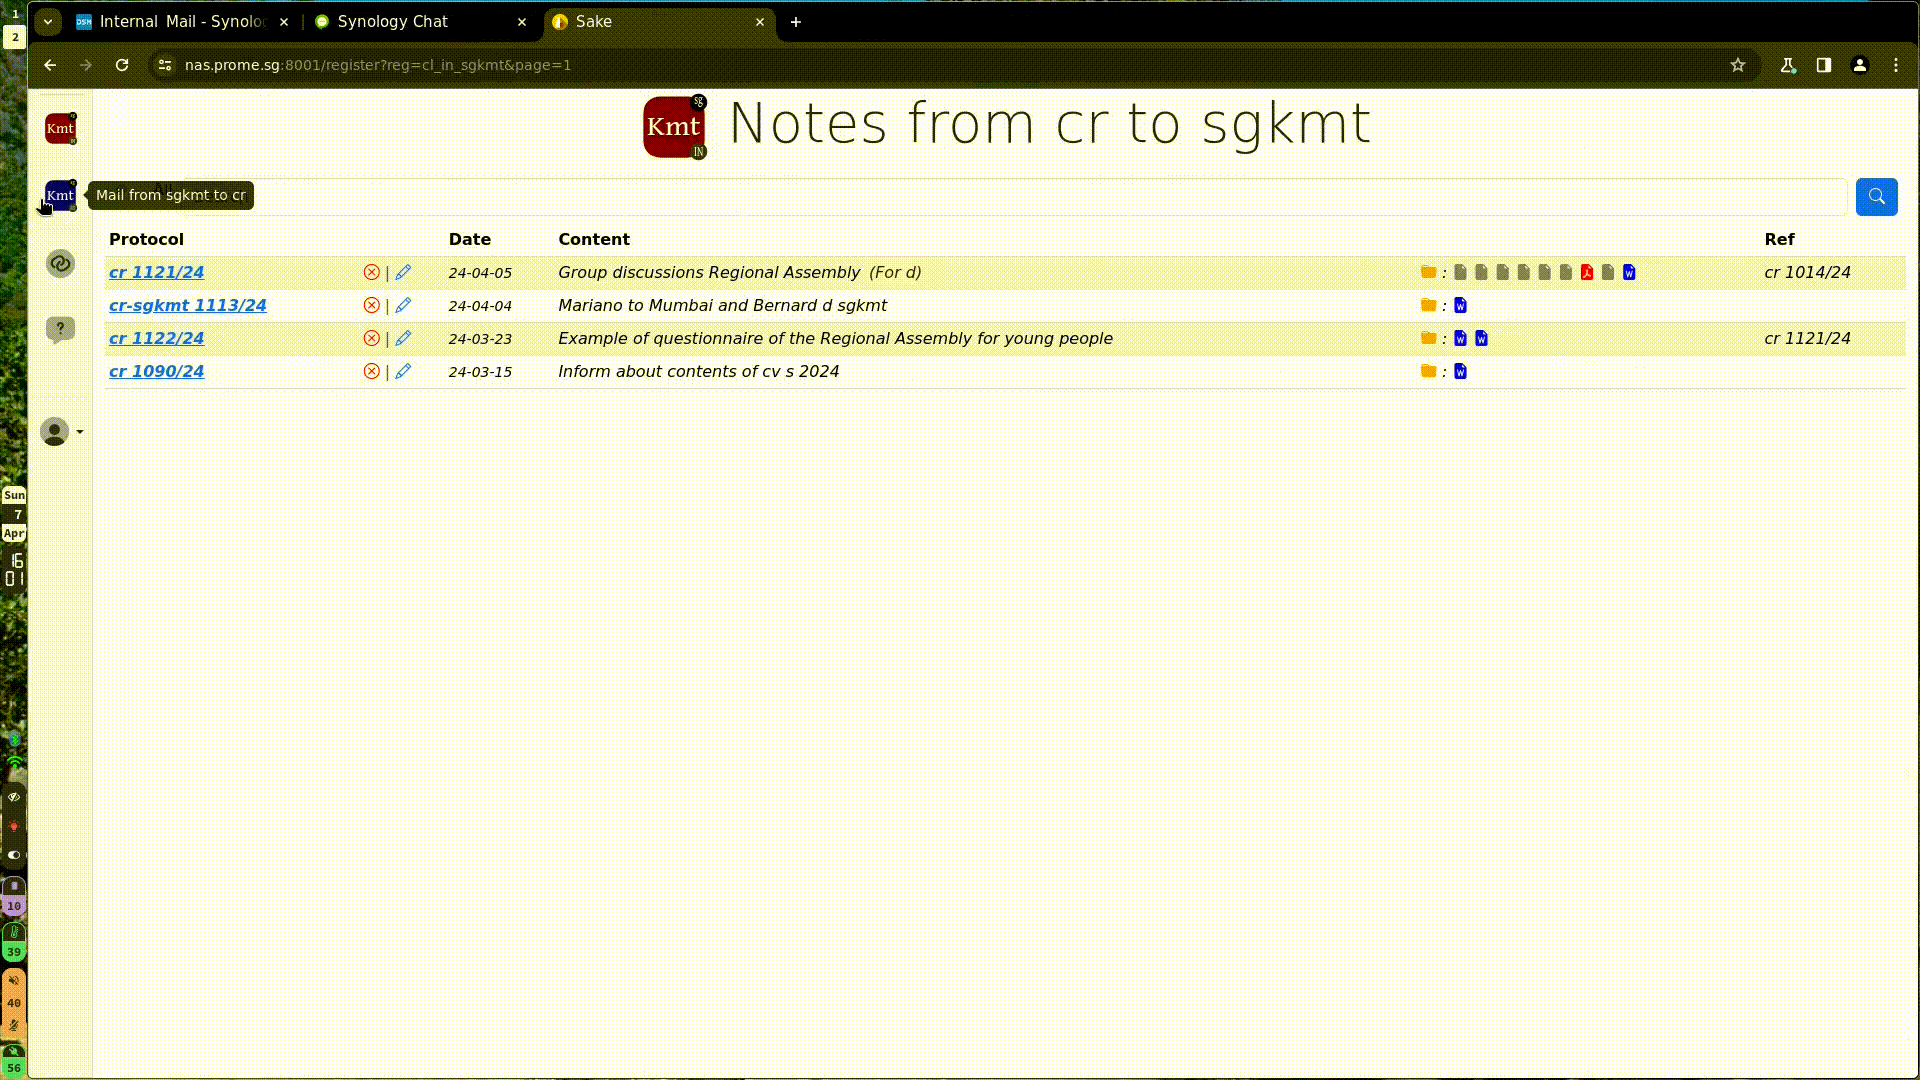 1
2
Internal Mail - Synolo
Synology Chat
Sake
nas.prome.sg:8001/register?reg=cl_in_sgkmt&page=1
Kmt
Kmt sg IN
Notes from cr to sgkmt
Kmt
Mail from sgkmt to cr
Protocol Date Content Ref
cr 1121/24 | 24-04-05 Group discussions Regional Assembly (For d) : cr 1014/24
cr-sgkmt 1113/24 | 24-04-04 Mariano to Mumbai and Bernard d sgkmt :
cr 1122/24 | 24-03-23 Example of questionnaire of the Regional Assembly for young people : cr 1121/24
cr 1090/24 | 24-03-15 Inform about contents of cv s 2024 :
Sun
7
Apr
16
01
10
39
40
56